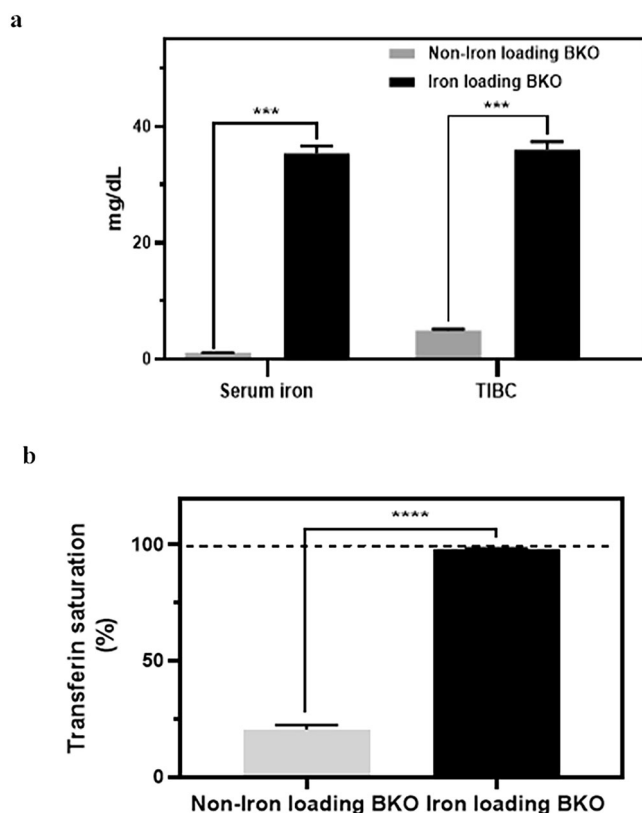 a
Non-Iron loading BKO
Iron loading BKO
***
***
40
20
0
mg/dL
Serum iron
TIBC
b
****
100
50
0
Transferin saturation
(%)
Non-Iron loading BKO Iron loading BKO